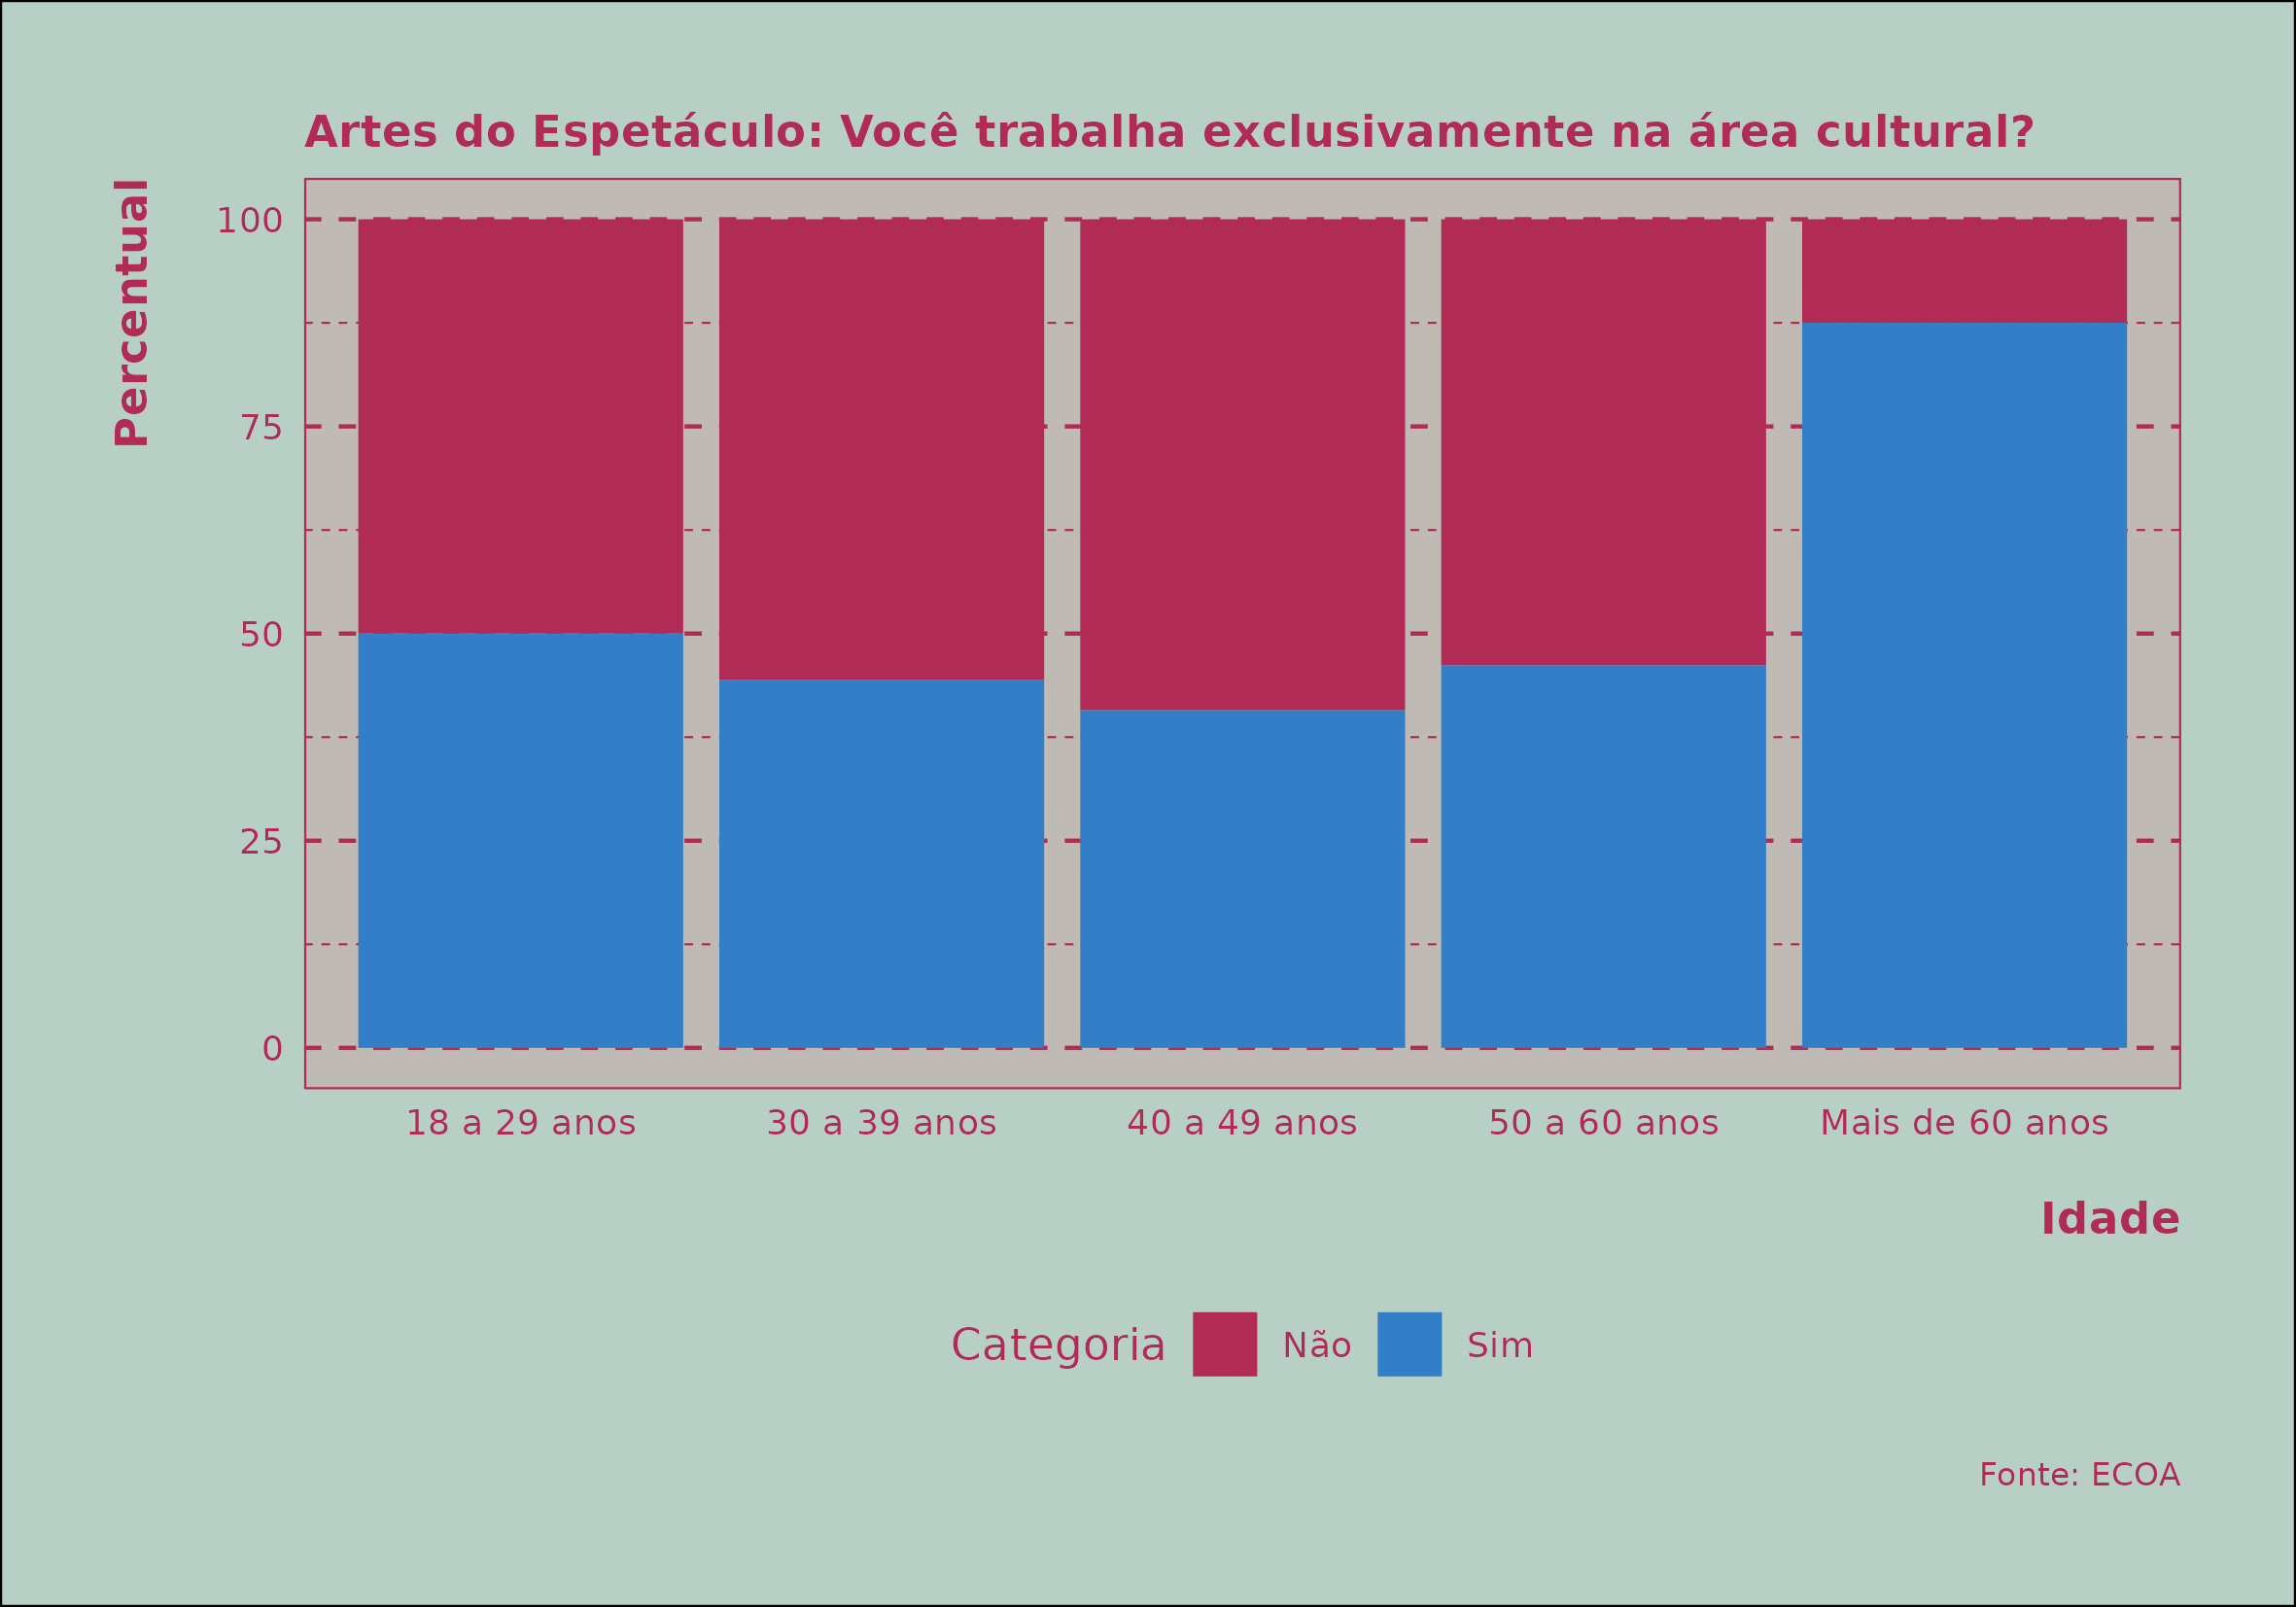 Artes do Espetáculo: Você trabalha exclusivamente na área cultural?
Percentual
100
75
50
25
0
18 a 29 anos
30 a 39 anos
40 a 49 anos
50 a 60 anos
Mais de 60 anos
Idade
Categoria Não Sim
Fonte: ECOA